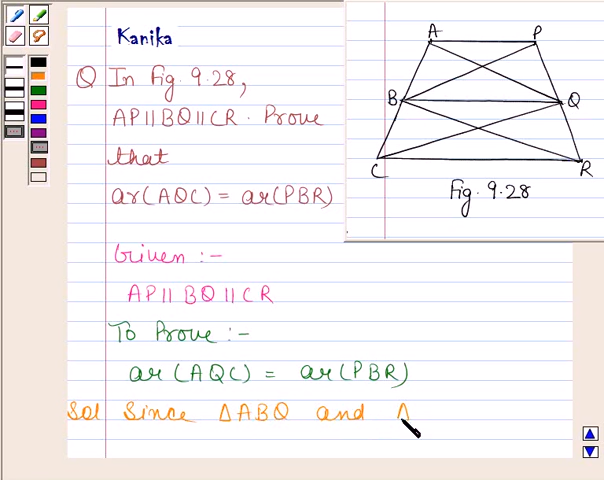 Kanika
Q In Fig. 9.28,
AP||BQ||CR. Prove
that
ar(AQC) = ar(PBR)
Given :-
AP||BQ||CR
To Prove :-
ar (AQC) = ar(PBR)
Sol Since ΔABQ and Δ
A P
B Q
C R
Fig. 9.28